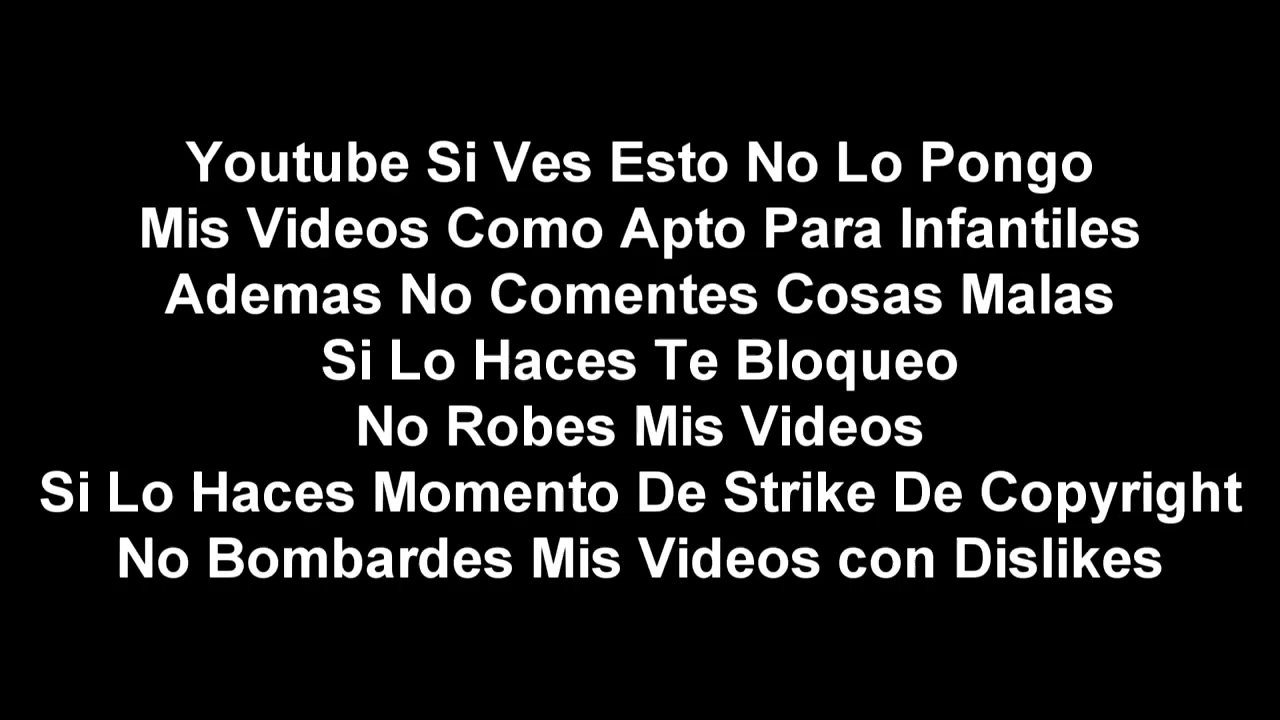 Youtube Si Ves Esto No Lo Pongo
Mis Videos Como Apto Para Infantiles
Ademas No Comentes Cosas Malas
Si Lo Haces Te Bloqueo
No Robes Mis Videos
Si Lo Haces Momento De Strike De Copyright
No Bombardes Mis Videos con Dislikes